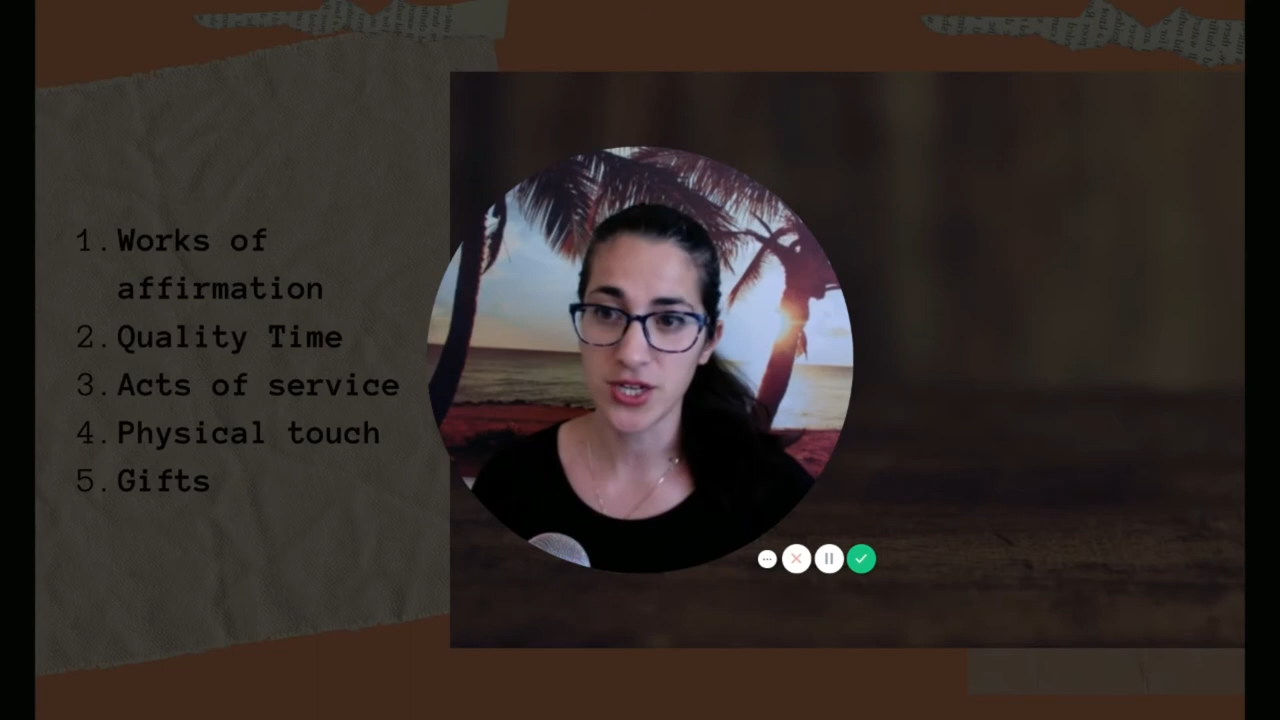 1. Works of
affirmation
2. Quality Time
3. Acts of service
4. Physical touch
5. Gifts